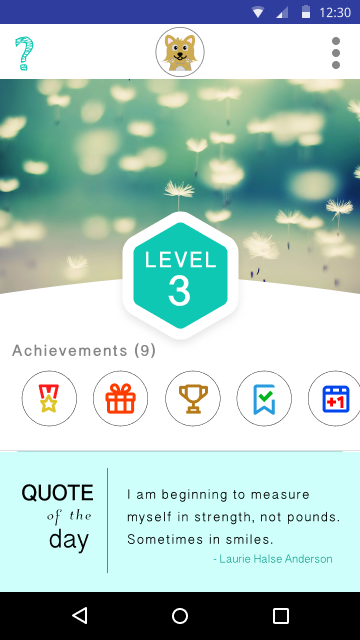 12:30
?
LEVEL
3
Achievements (9)
+1
QUOTE
of the
day
I am beginning to measure
myself in strength, not pounds.
Sometimes in smiles.
- Laurie Halse Anderson